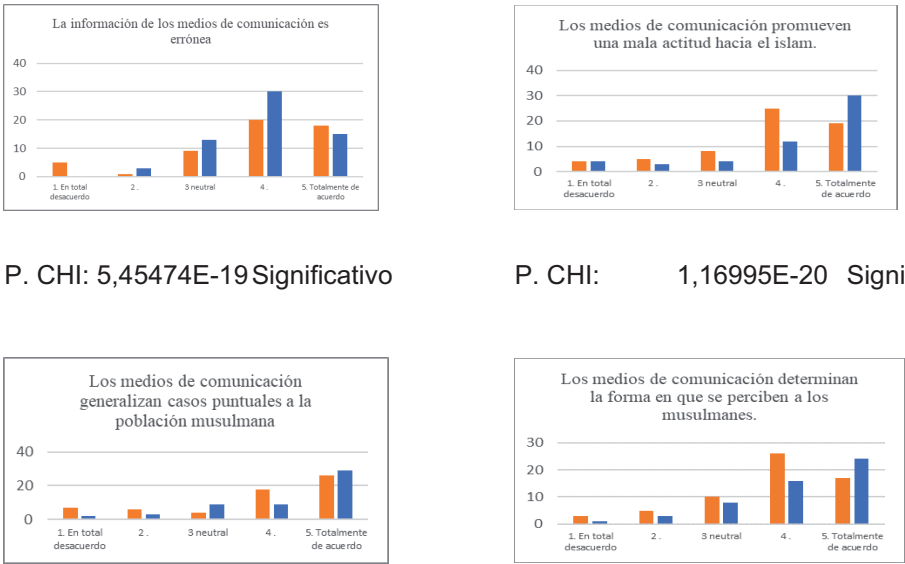 La información de los medios de comunicación es
errónea
40
30
20
10
0
1. En total
desacuerdo
2 .
3 neutral
4 .
5. Totalmente de
acuerdo
Los medios de comunicación promueven
una mala actitud hacia el islam.
40
30
20
10
0
1. En total
desacuerdo
2 .
3 neutral
4 .
5. Totalmente
de acuerdo
P. CHI: 5,45474E-19 Significativo
P. CHI: 1,16995E-20 Signi
Los medios de comunicación
generalizan casos puntuales a la
población musulmana
40
20
0
1. En total
desacuerdo
2 .
3 neutral
4 .
5. Totalmente
de acuerdo
Los medios de comunicación determinan
la forma en que se perciben a los
musulmanes.
30
20
10
0
1. En total
desacuerdo
2 .
3 neutral
4 .
5. Totalmente
de acuerdo